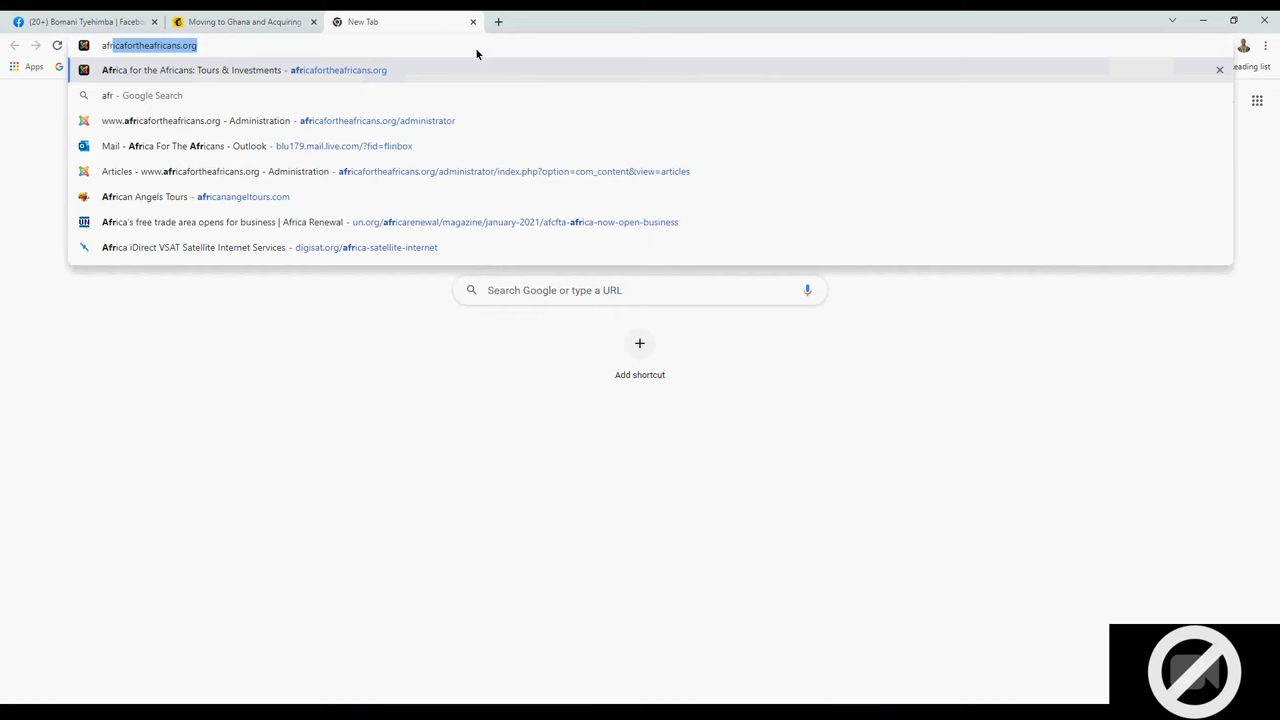 (20+) Bomani Tyehimba | Facebo
Moving to Ghana and Acquiring
New Tab
africafortheafricans.org
Apps
eading list
Africa for the Africans: Tours & Investments - africafortheafricans.org
afr - Google Search
www.africafortheafricans.org - Administration - africafortheafricans.org/administrator
Mail - Africa For The Africans - Outlook - blu179.mail.live.com/?fid=flinbox
Articles - www.africafortheafricans.org - Administration - africafortheafricans.org/administrator/index.php?option=com_content&view=articles
African Angels Tours - africanangeltours.com
Africa's free trade area opens for business | Africa Renewal - un.org/africarenewal/magazine/january-2021/afcfta-africa-now-open-business
Africa iDirect VSAT Satellite Internet Services - digisat.org/africa-satellite-internet
Search Google or type a URL
Add shortcut